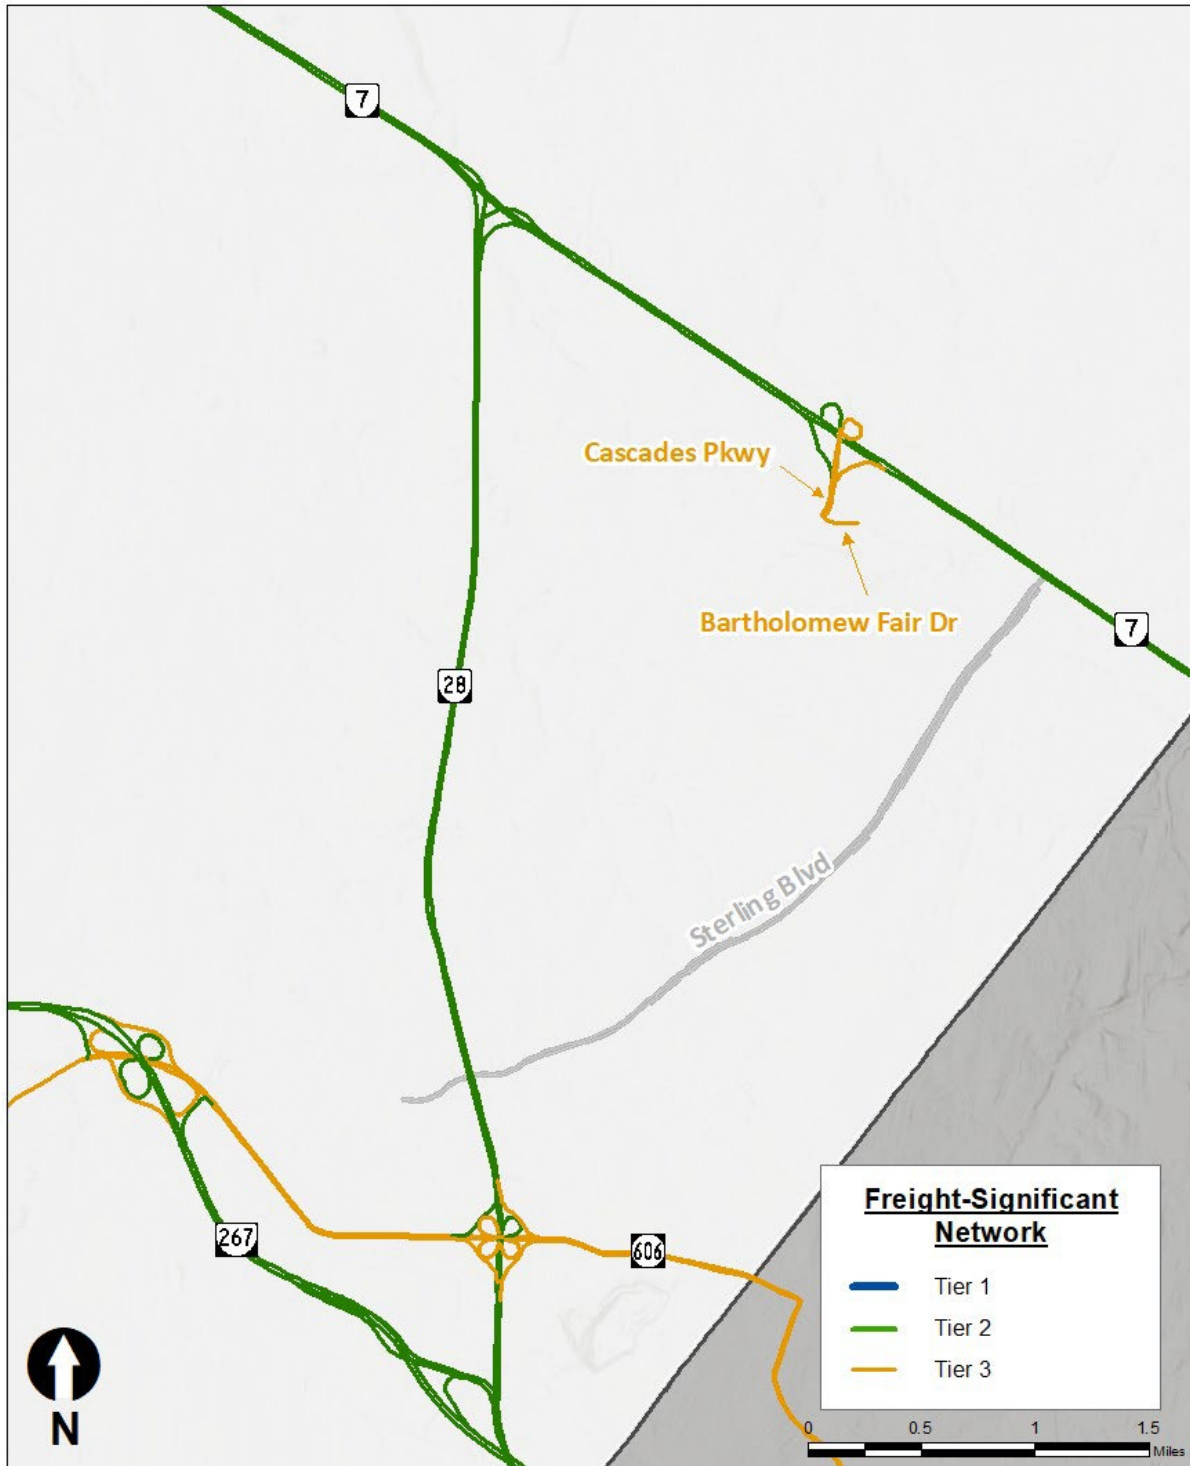 7
Cascades Pkwy
Bartholomew Fair Dr
7
28
Sterling Blvd
267
606
Freight-Significant
Network
Tier 1
Tier 2
Tier 3
N
0 0.5 1 1.5
Miles